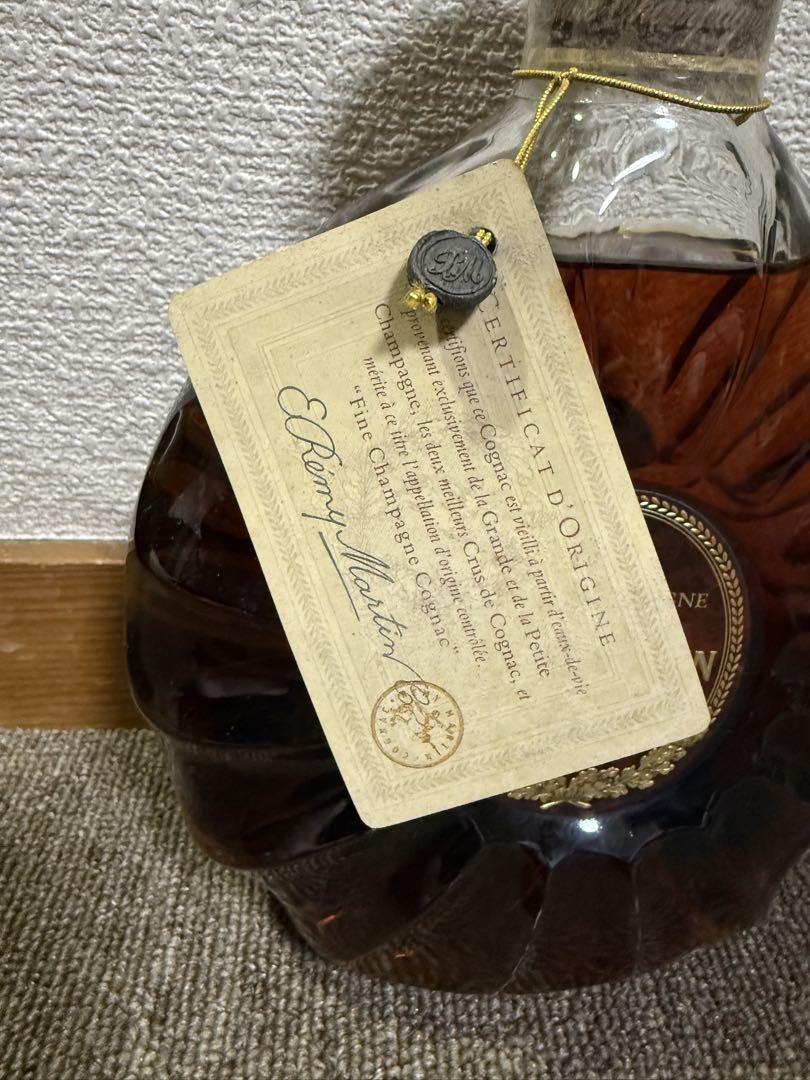 CERTIFICAT D'ORIGINE
certifions que ce Cognac est vieilli à partir d'eaux-de-vie
provenant exclusivement de la Grande et de la Petite
Champagne, les deux meilleurs Crus de Cognac, et
mérite à ce titre l'appellation d'origine contrôlée.
"Fine Champagne Cognac"
E Rémy Martin
RM